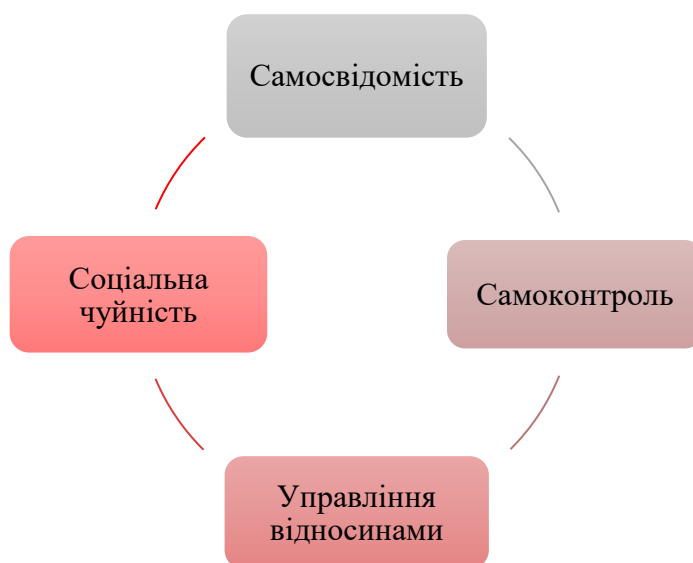 Самосвідомість
Соціальна
чуйність
Самоконтроль
Управління
відносинами